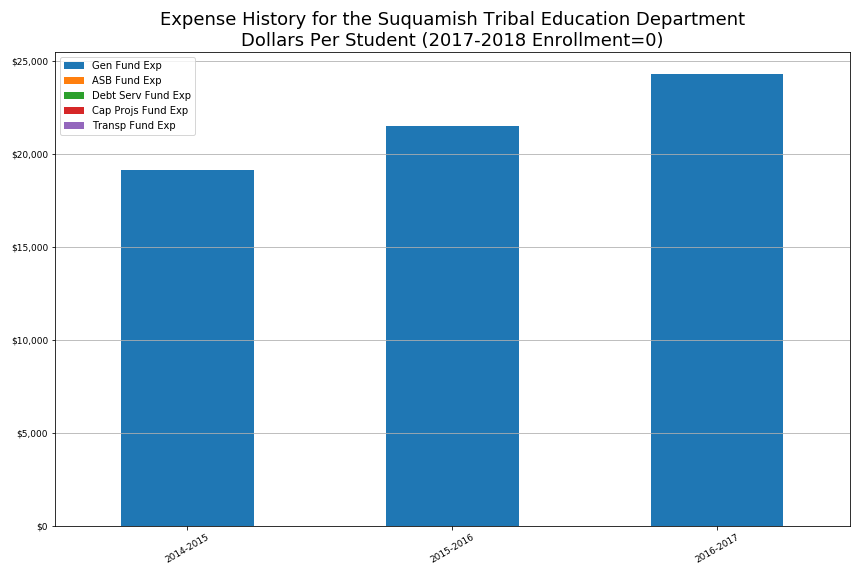 Expense History for the Suquamish Tribal Education Department
Dollars Per Student (2017-2018 Enrollment=0)
Gen Fund Exp
ASB Fund Exp
Debt Serv Fund Exp
Cap Projs Fund Exp
Transp Fund Exp
$25,000
$20,000
$15,000
$10,000
$5,000
$0
2014-2015
2015-2016
2016-2017